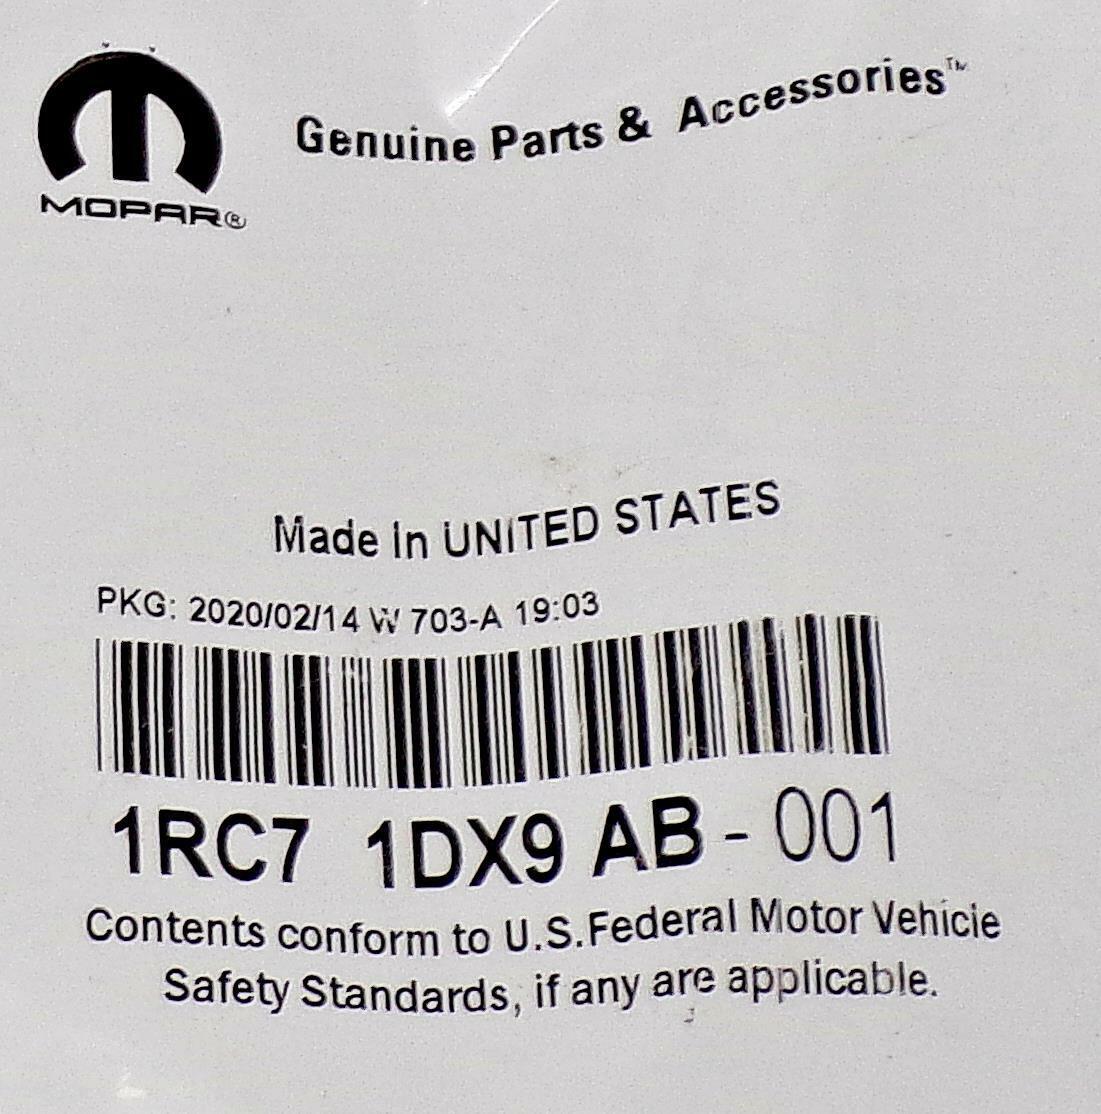 Genuine Parts & Accessories™
MOPAR®
Made In UNITED STATES
PKG: 2020/02/14 W 703-A 19:03
1RC7 1DX9 AB - 001
Contents conform to U.S.Federal Motor Vehicie
Safety Standards, if any are applicable.